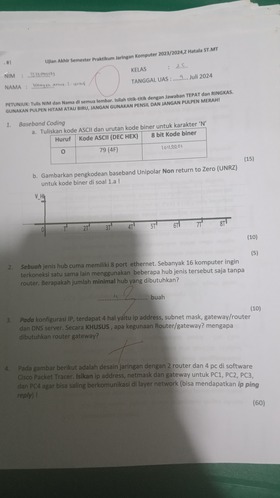 Ujian Akhir Semester Praktikum Jaringan Komputer 2023/2024,2 Hatala ST.MT
NIM :
KELAS :
NAMA :
TANGGAL UAS : Juli 2024
PETUNJUK: Tulis NIM dan Nama di semua lembar. Isilah titik-titik dengan Jawaban TEPAT dan RINGKAS.
GUNAKAN PULPEN HITAM ATAU BIRU, JANGAN GUNAKAN PENSIL DAN JANGAN PULPEN MERAH!
1. Baseband Coding
a. Tuliskan kode ASCII dan urutan kode biner untuk karakter 'N'
Huruf Kode ASCII (DEC HEX) 8 bit Kode biner
O 79 (4F)
(15)
b. Gambarkan pengkodean baseband Unipolar Non return to Zero (UNRZ)
untuk kode biner di soal 1.a !
0 T 2T 3T 4T 5T 6T 7T 8T
(10)
(5)
2. Sebuah jenis hub cuma memiliki 8 port ethernet. Sebanyak 16 komputer ingin
terkoneksi satu sama lain menggunakan beberapa hub jenis tersebut saja tanpa
router. Berapakah jumlah minimal hub yang dibutuhkan?
buah
(10)
3. Pada konfigurasi IP, terdapat 4 hal yaitu ip address, subnet mask, gateway/router
dan DNS server. Secara KHUSUS, apa kegunaan Router/gateway? mengapa
dibutuhkan router gateway?
4. Pada gambar berikut adalah desain jaringan dengan 2 router dan 4 pc di software
Cisco Packet Tracer. Isikan ip address, netmask dan gateway untuk PC1, PC2, PC3,
dan PC4 agar bisa saling berkomunikasi di layer network (bisa mendapatkan ip ping
reply) !
(60)